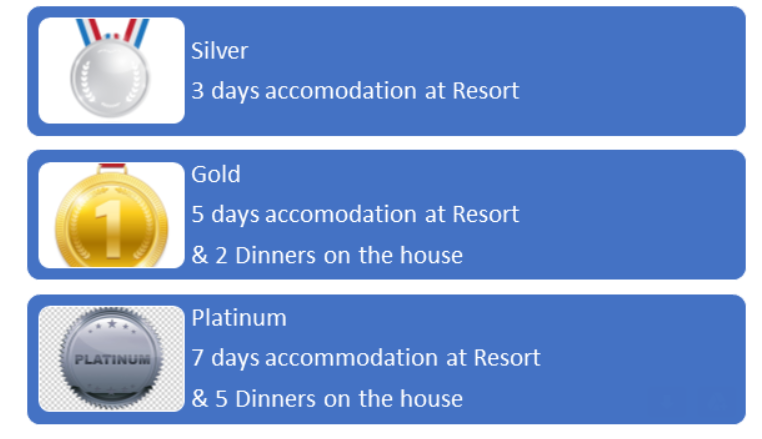 Silver
3 days accomodation at Resort
1
Gold
5 days accomodation at Resort
& 2 Dinners on the house
PLATINUM
Platinum
7 days accommodation at Resort
& 5 Dinners on the house